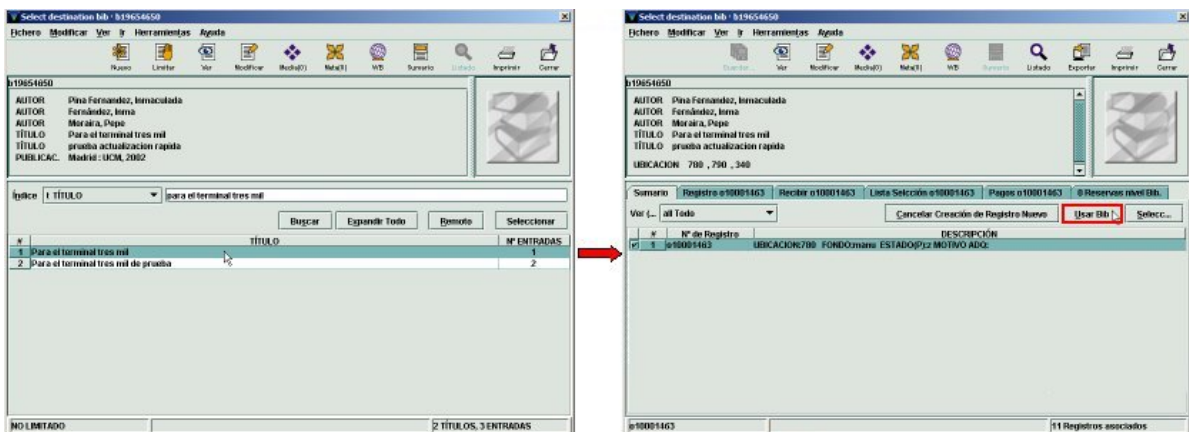 Select destination bib · b19654650
Fichero Modificar Ver Ir Herramientas Ayuda
Nuevo Limitar Ver Modificar Media(0) Meta(0) WB Sumario Listado Imprimir Cerrar
b19654650
AUTOR Pina Fernandez, Inmaculada
AUTOR Fernández, Inma
AUTOR Moraira, Pepe
TÍTULO Para el terminal tres mil
TÍTULO prueba actualizacion rapida
PUBLICAC. Madrid : UCM, 2002
Índice t TÍTULO para el terminal tres mil
Buscar Expandir Todo Remoto Seleccionar
# TÍTULO Nº ENTRADAS
1 Para el terminal tres mil 1
2 Para el terminal tres mil de prueba 2
NO LIMITADO 2 TÍTULOS, 3 ENTRADAS
Select destination bib · b19654650
Fichero Modificar Ver Ir Herramientas Ayuda
Guardar... Ver Modificar Media(0) Meta(0) WB Sumario Listado Exportar Imprimir Cerrar
b19654650
AUTOR Pina Fernandez, Inmaculada
AUTOR Fernández, Inma
AUTOR Moraira, Pepe
TÍTULO Para el terminal tres mil
TÍTULO prueba actualizacion rapida
UBICACION 780 , 790 , 340
Sumario Registro o10001463 Recibir o10001463 Lista Selcción o10001463 Pagos o10001463 0 Reservas nivel Bib.
Ver (... all Todo Cancelar Creación de Registro Nuevo Usar Bib Selecc...
# Nº de Registro DESCRIPCIÓN
1 o10001463 UBICACION:780 FONDO:manu ESTADO(P):z MOTIVO ADQ:
o10001463 11 Registros asociados